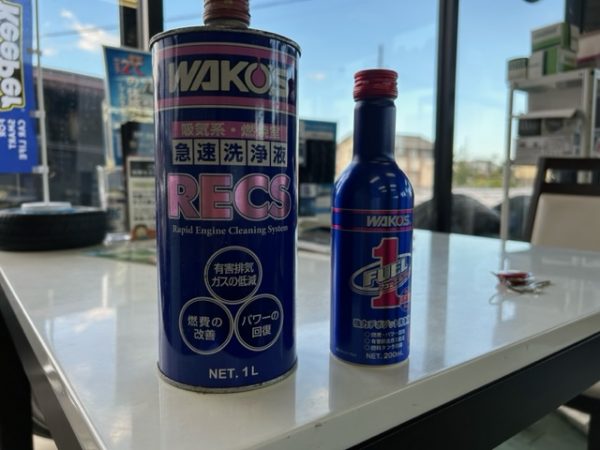 KeePer
WAKO'S
吸気系・燃焼室
急速洗浄液
RECS
Rapid Engine Cleaning System
有害排気
ガスの低減
燃費の
改善
パワーの
回復
NET. 1L
WAKO'S
FUEL
1
NET. 200mL